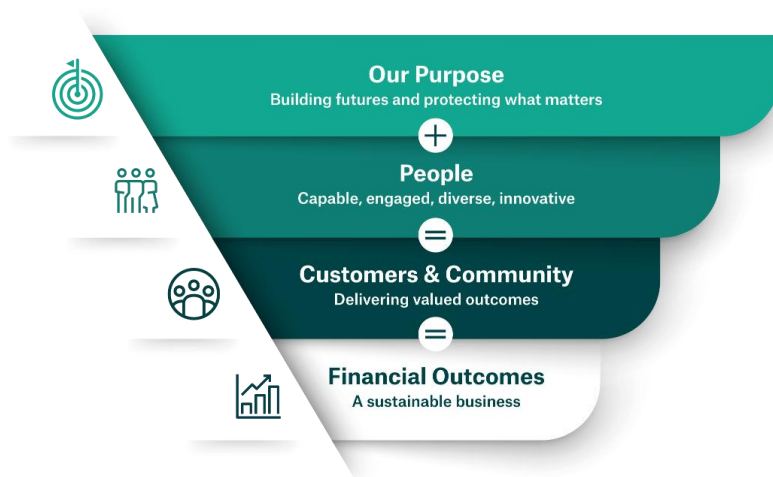 Our Purpose
Building futures and protecting what matters
+
People
Capable, engaged, diverse, innovative
=
Customers & Community
Delivering valued outcomes
=
Financial Outcomes
A sustainable business